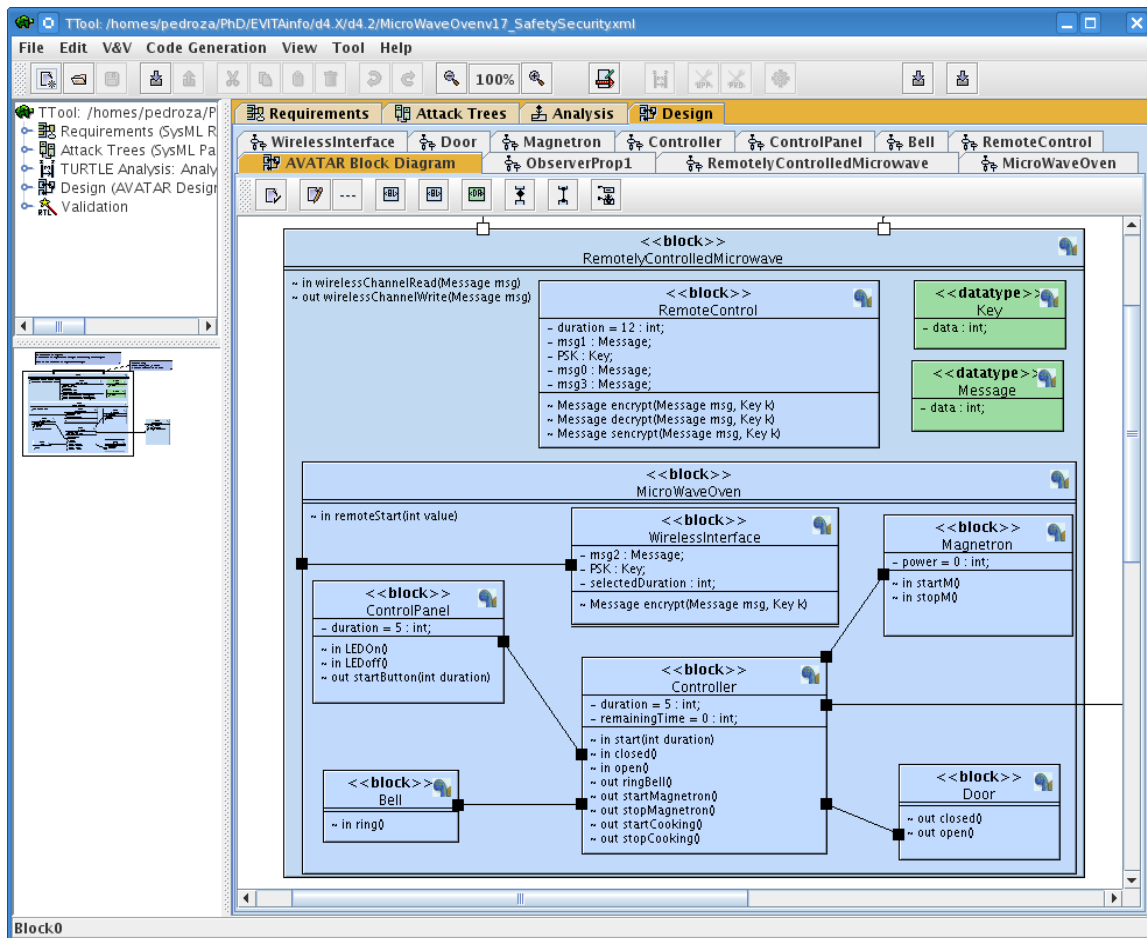 TTool: /homes/pedroza/PhD/EVITAinfo/d4.X/d4.2/MicroWaveOvenv17_SafetySecurity.xml
File Edit V&V Code Generation View Tool Help
100%
TTool: /homes/pedroza/P
Requirements (SysML R
Attack Trees (SysML Pa
TURTLE Analysis: Analy
Design (AVATAR Design
Validation
Requirements Attack Trees Analysis Design
WirelessInterface Door Magnetron Controller ControlPanel Bell RemoteControl
AVATAR Block Diagram ObserverProp1 RemotelyControlledMicrowave MicroWaveOven
<<block>>
RemotelyControlledMicrowave
~ in wirelessChannelRead(Message msg)
~ out wirelessChannelWrite(Message msg)
<<block>>
RemoteControl
- duration = 12 : int;
- msg1 : Message;
- PSK : Key;
- msg0 : Message;
- msg3 : Message;
~ Message encrypt(Message msg, Key k)
~ Message decrypt(Message msg, Key k)
~ Message sencrypt(Message msg, Key k)
<<datatype>>
Key
- data : int;
<<datatype>>
Message
- data : int;
<<block>>
MicroWaveOven
~ in remoteStart(int value)
<<block>>
WirelessInterface
- msg2 : Message;
- PSK : Key;
- selectedDuration : int;
~ Message encrypt(Message msg, Key k)
<<block>>
Magnetron
- power = 0 : int;
~ in startM()
~ in stopM()
<<block>>
ControlPanel
- duration = 5 : int;
~ in LEDOn()
~ in LEDoff()
~ out startButton(int duration)
<<block>>
Controller
- duration = 5 : int;
- remainingTime = 0 : int;
~ in start(int duration)
~ in closed()
~ in open()
~ out ringBell()
~ out startMagnetron()
~ out stopMagnetron()
~ out startCooking()
~ out stopCooking()
<<block>>
Bell
~ in ring()
<<block>>
Door
~ out closed()
~ out open()
Block0